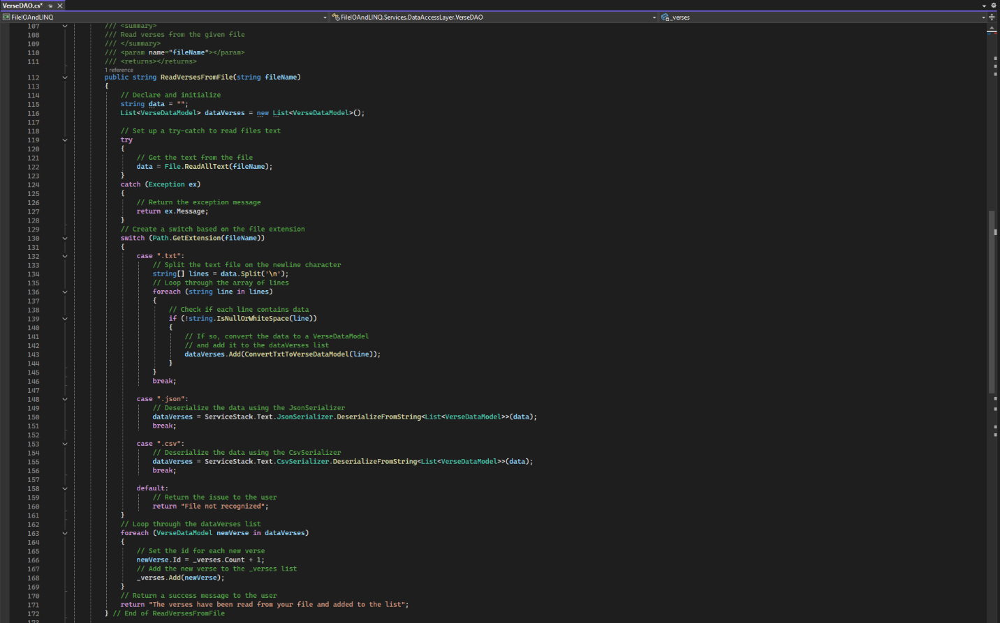 VerseDAO.cs*
FileIOAndLINQ
FileIOAndLINQ.Services.DataAccessLayer.VerseDAO
_verses
107 /// <summary>
108 /// Read verses from the given file
109 /// </summary>
110 /// <param name="fileName"></param>
111 /// <returns></returns>
1 reference
112 public string ReadVersesFromFile(string fileName)
113 {
114 // Declare and initialize
115 string data = "";
116 List<VerseDataModel> dataVerses = new List<VerseDataModel>();
117
118 // Set up a try-catch to read files text
119 try
120 {
121 // Get the text from the file
122 data = File.ReadAllText(fileName);
123 }
124 catch (Exception ex)
125 {
126 // Return the exception message
127 return ex.Message;
128 }
129 // Create a switch based on the file extension
130 switch (Path.GetExtension(fileName))
131 {
132 case ".txt":
133 // Split the text file on the newline character
134 string[] lines = data.Split('\n');
135 // Loop through the array of lines
136 foreach (string line in lines)
137 {
138 // Check if each line contains data
139 if (!string.IsNullOrWhiteSpace(line))
140 {
141 // If so, convert the data to a VerseDataModel
142 // and add it to the dataVerses list
143 dataVerses.Add(ConvertTxtToVerseDataModel(line));
144 }
145 }
146 break;
147
148 case ".json":
149 // Deserialize the data using the JsonSerializer
150 dataVerses = ServiceStack.Text.JsonSerializer.DeserializeFromString<List<VerseDataModel>>(data);
151 break;
152
153 case ".csv":
154 // Deserialize the data using the CsvSerializer
155 dataVerses = ServiceStack.Text.CsvSerializer.DeserializeFromString<List<VerseDataModel>>(data);
156 break;
157
158 default:
159 // Return the issue to the user
160 return "File not recognized";
161 }
162 // Loop through the dataVerses list
163 foreach (VerseDataModel newVerse in dataVerses)
164 {
165 // Set the id for each new verse
166 newVerse.Id = _verses.Count + 1;
167 // Add the new verse to the _verses list
168 _verses.Add(newVerse);
169 }
170 // Return a success message to the user
171 return "The verses have been read from your file and added to the list";
172 } // End of ReadVersesFromFile
173